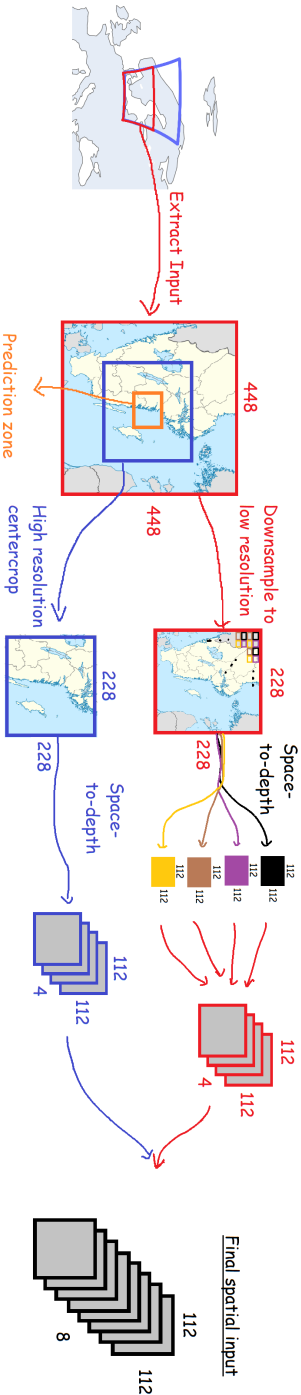 Extract Input
448
448
Prediction zone
Downsample to
low resolution
High resolution
centercrop
228
228
228
228
Space-
to-depth
Space-
to-depth
112
112
112
112
112
112
112
112
112
112
4
112
112
4
Final spatial input
112
112
8